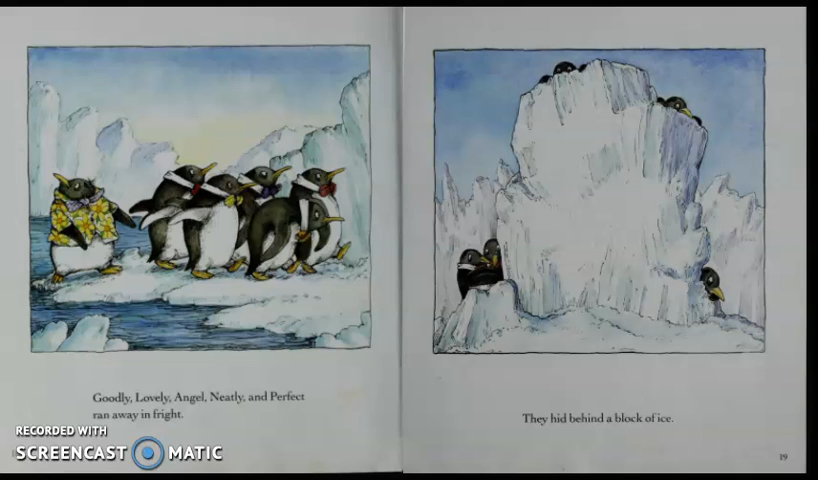 Goodly, Lovely, Angel, Neatly, and Perfect
ran away in fright.
They hid behind a block of ice.
19
RECORDED WITH
SCREENCAST MATIC